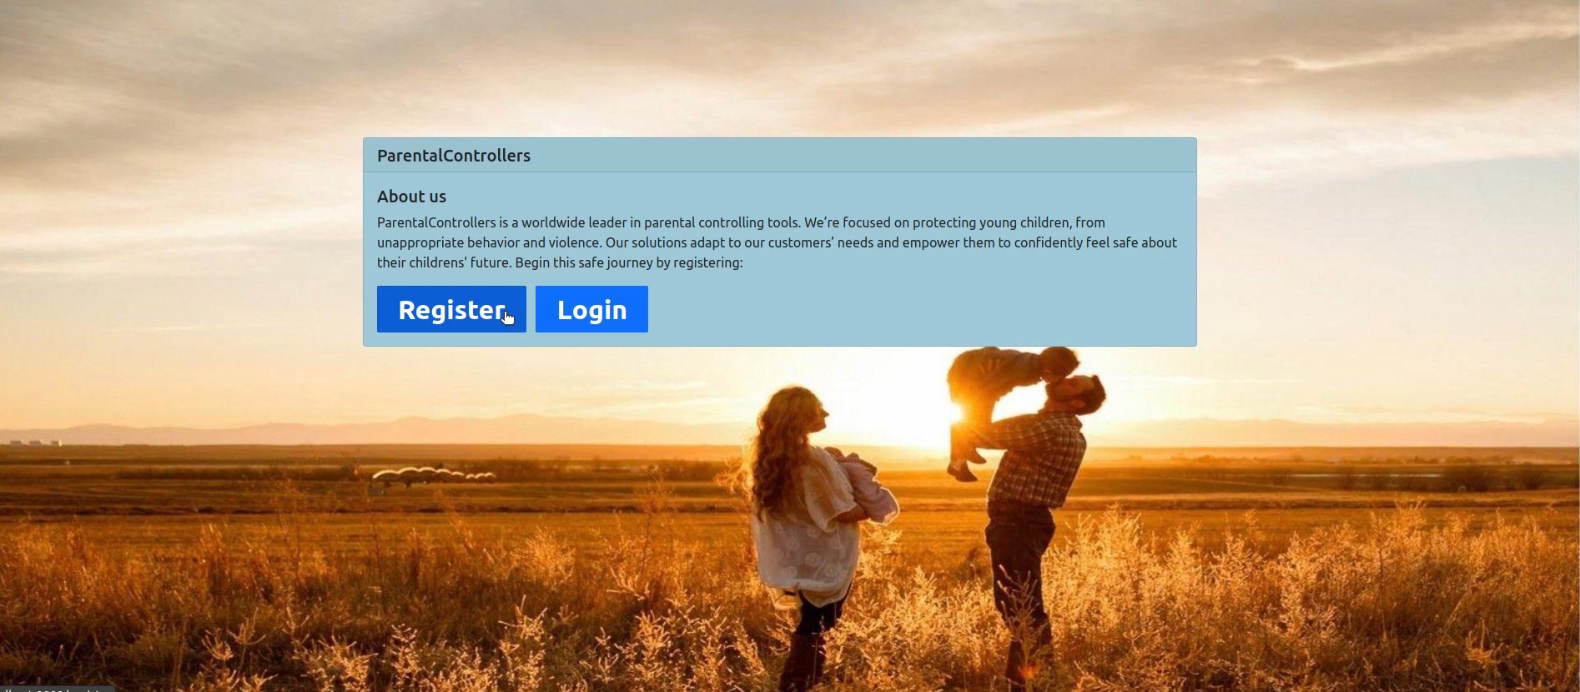 ParentalControllers
About us
ParentalControllers is a worldwide leader in parental controlling tools. We're focused on protecting young children, from
unappropriate behavior and violence. Our solutions adapt to our customers' needs and empower them to confidently feel safe about
their childrens' future. Begin this safe journey by registering:
Register Login